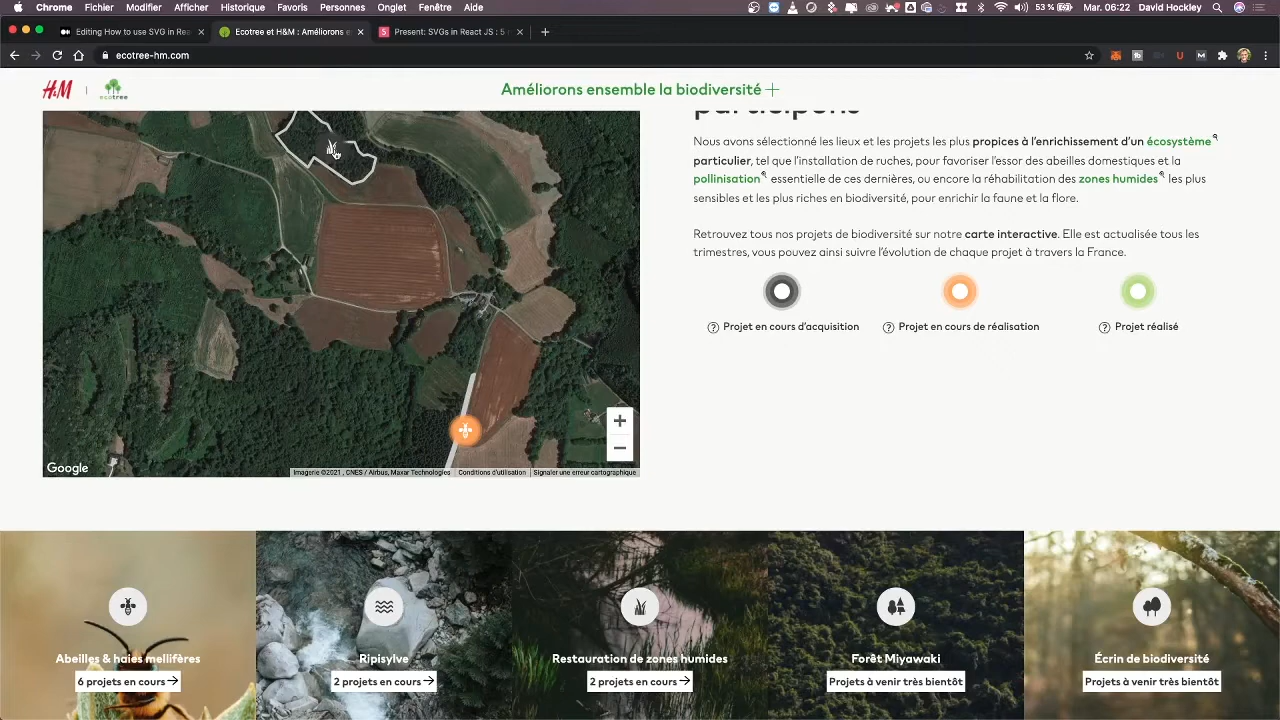 Chrome Fichier Modifier Afficher Historique Favoris Personnes Onglet Fenêtre Aide 53 % Mar. 06:22 David Hockley
Editing How to use SVG in Rea
Ecotree et H&M : Améliorons e
Present: SVGs in React JS : 5
ecotree-hm.com
H&M | ecotree
Améliorons ensemble la biodiversité
participons
Nous avons sélectionné les lieux et les projets les plus propices à l'enrichissement d'un écosystème
particulier, tel que l'installation de ruches, pour favoriser l'essor des abeilles domestiques et la
pollinisation essentielle de ces dernières, ou encore la réhabilitation des zones humides les plus
sensibles et les plus riches en biodiversité, pour enrichir la faune et la flore.
Retrouvez tous nos projets de biodiversité sur notre carte interactive. Elle est actualisée tous les
trimestres, vous pouvez ainsi suivre l'évolution de chaque projet à travers la France.
? Projet en cours d'acquisition
? Projet en cours de réalisation
? Projet réalisé
+
−
Google
Imagerie ©2021 , CNES / Airbus, Maxar Technologies
Conditions d'utilisation
Signaler une erreur cartographique
Abeilles & haies mellifères
6 projets en cours →
Ripisylve
2 projets en cours →
Restauration de zones humides
2 projets en cours →
Forêt Miyawaki
Projets à venir très bientôt
Écrin de biodiversité
Projets à venir très bientôt